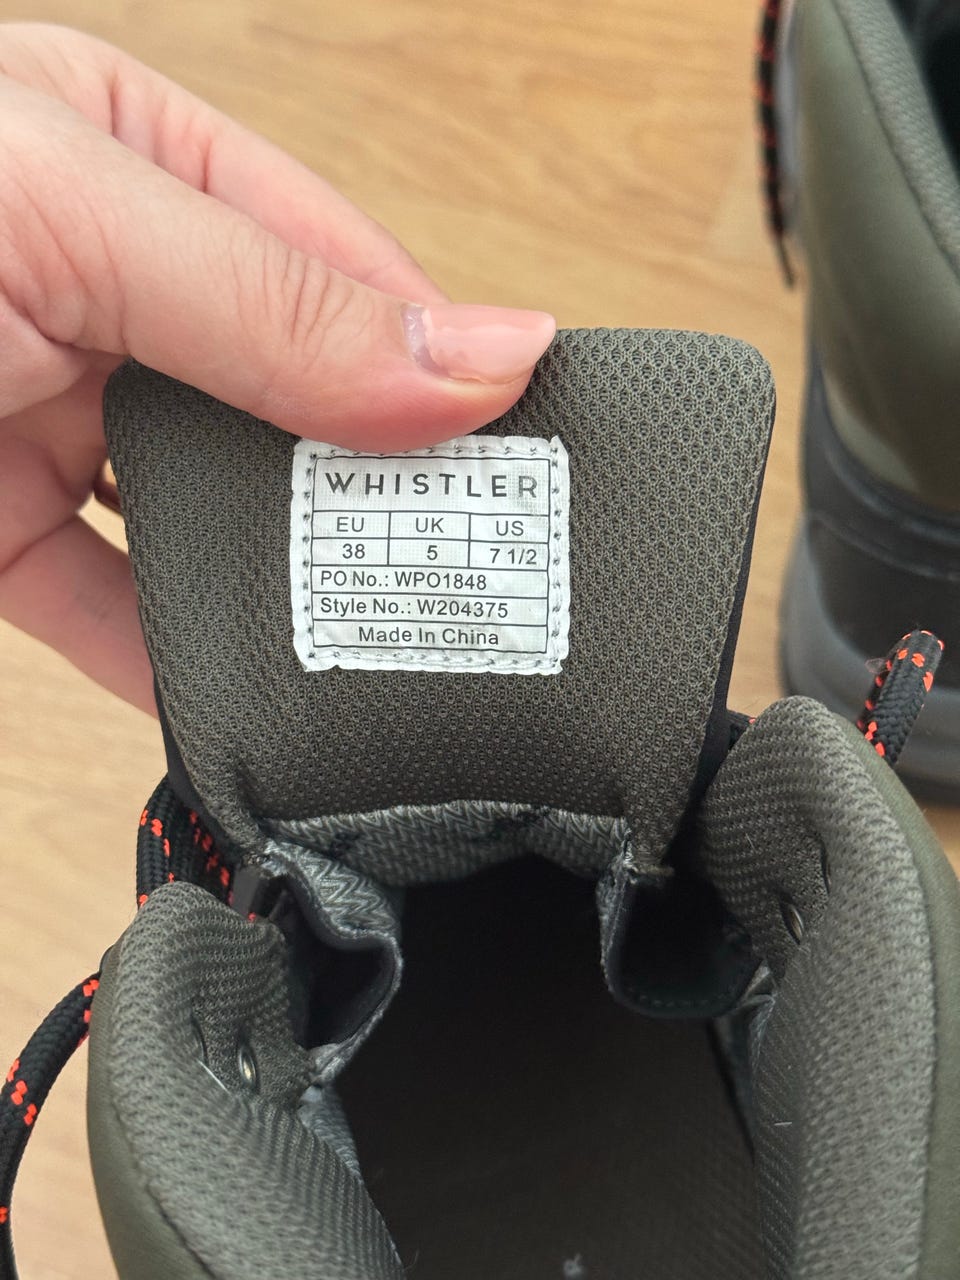 WHISTLER
EU UK US
38 5 7 1/2
PO No.: WPO1848
Style No.: W204375
Made In China